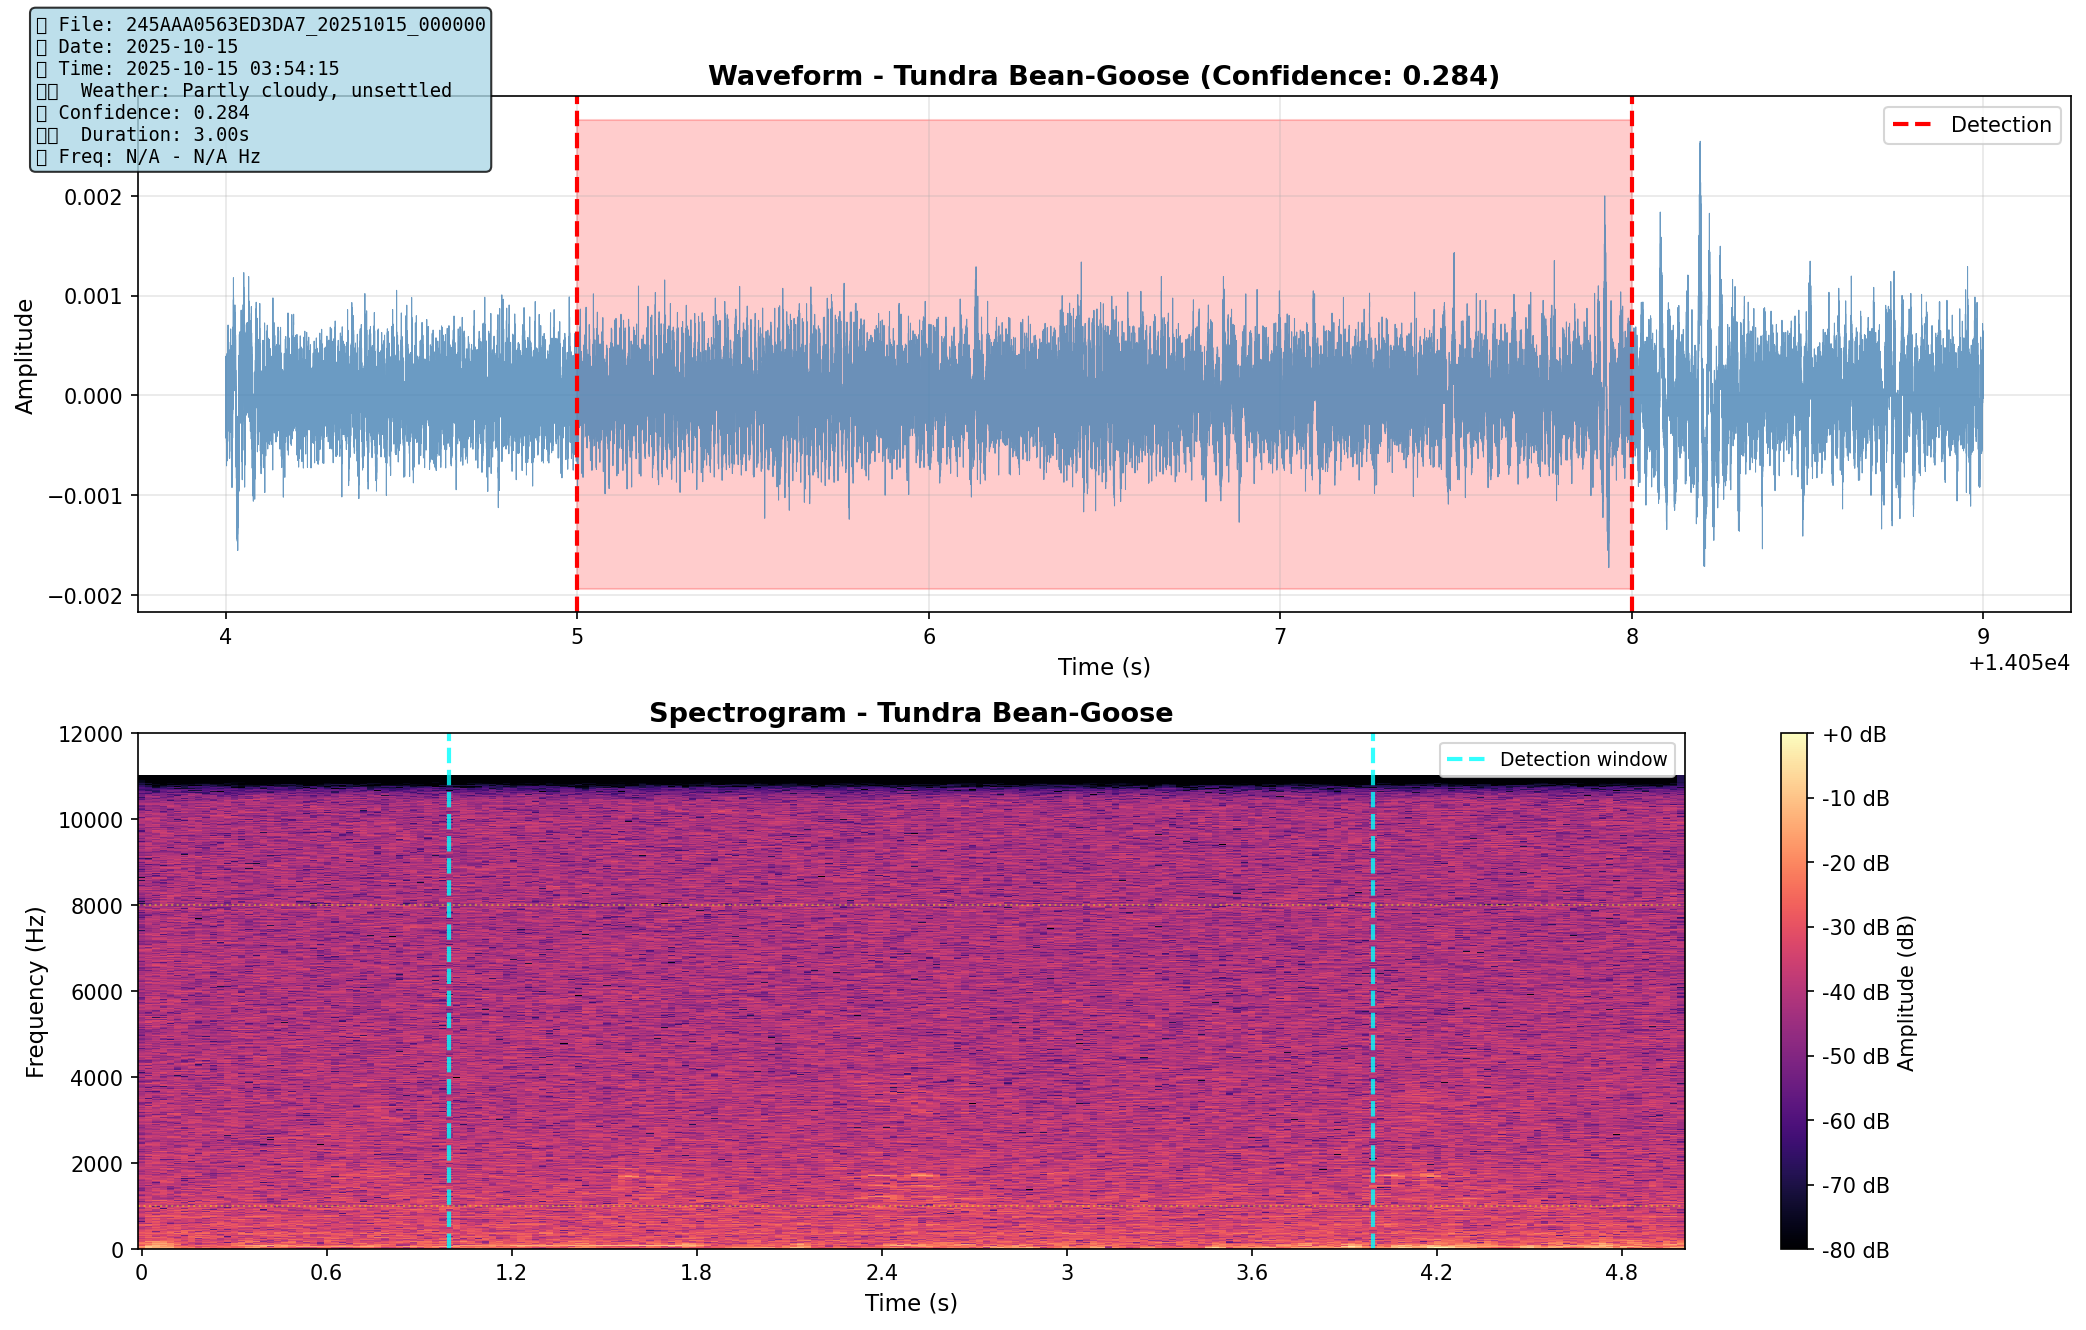 File: 245AAA0563ED3DA7_20251015_000000
Date: 2025-10-15
Time: 2025-10-15 03:54:15
Weather: Partly cloudy, unsettled
Confidence: 0.284
Duration: 3.00s
Freq: N/A - N/A Hz
Waveform - Tundra Bean-Goose (Confidence: 0.284)
Detection
Amplitude
0.002
0.001
0.000
−0.001
−0.002
4 5 6 7 8 9
Time (s)
+1.405e4
Spectrogram - Tundra Bean-Goose
Detection window
Frequency (Hz)
12000
10000
8000
6000
4000
2000
0
0 0.6 1.2 1.8 2.4 3 3.6 4.2 4.8
Time (s)
+0 dB
-10 dB
-20 dB
-30 dB
-40 dB
-50 dB
-60 dB
-70 dB
-80 dB
Amplitude (dB)